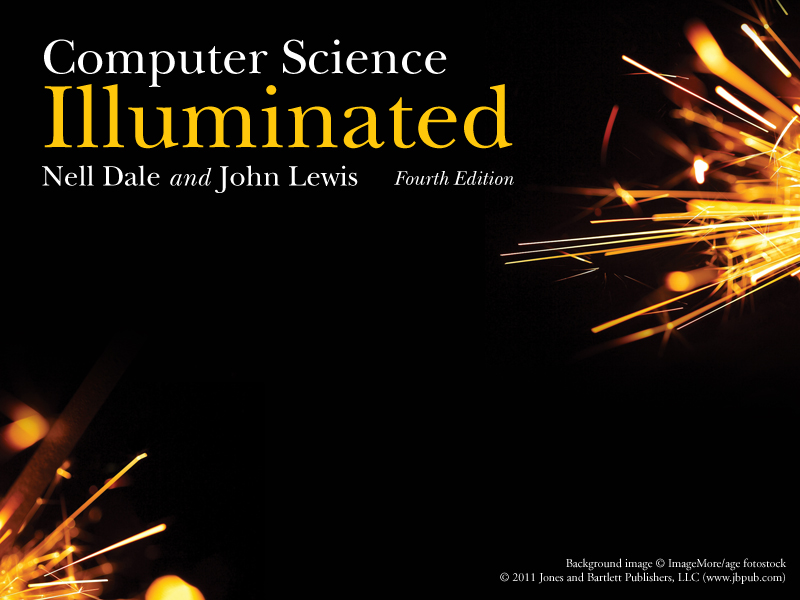 Computer Science
Illuminated
Nell Dale and John Lewis Fourth Edition
Background image © ImageMore/age fotostock
© 2011 Jones and Bartlett Publishers, LLC (www.jbpub.com)